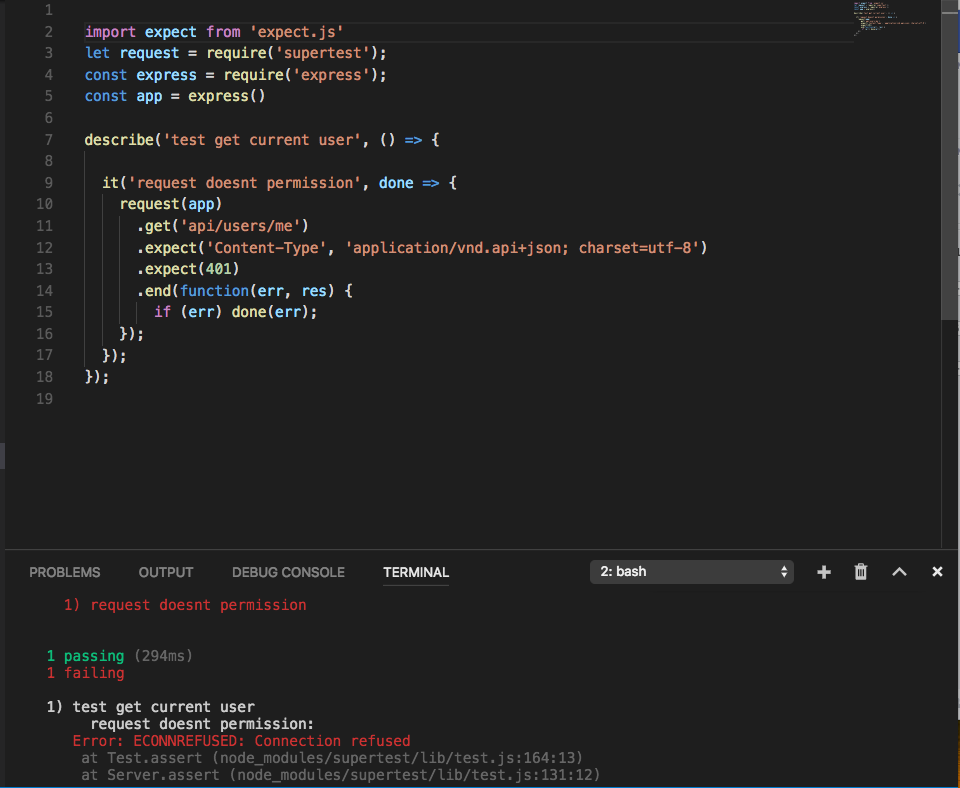 1
2 import expect from 'expect.js'
3 let request = require('supertest');
4 const express = require('express');
5 const app = express()
6
7 describe('test get current user', () => {
8
9 it('request doesnt permission', done => {
10 request(app)
11 .get('api/users/me')
12 .expect('Content-Type', 'application/vnd.api+json; charset=utf-8')
13 .expect(401)
14 .end(function(err, res) {
15 if (err) done(err);
16 });
17 });
18 });
19
PROBLEMS OUTPUT DEBUG CONSOLE TERMINAL 2: bash
1) request doesnt permission
1 passing (294ms)
1 failing
1) test get current user
request doesnt permission:
Error: ECONNREFUSED: Connection refused
at Test.assert (node_modules/supertest/lib/test.js:164:13)
at Server.assert (node_modules/supertest/lib/test.js:131:12)